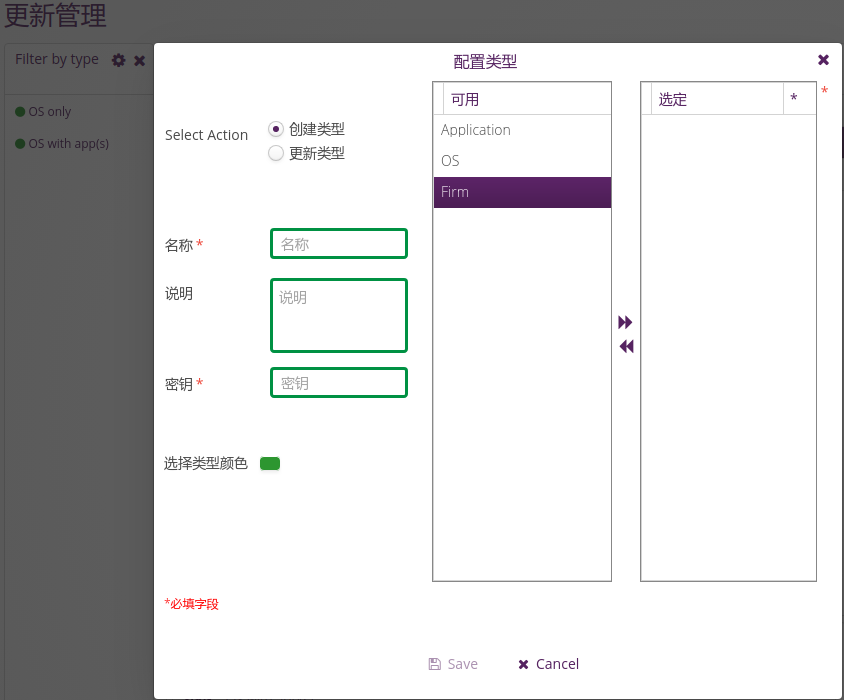 更新管理
Filter by type
OS only
OS with app(s)
配置类型
Select Action
创建类型
更新类型
名称 *
名称
说明
说明
密钥 *
密钥
选择类型颜色
*必填字段
可用
Application
OS
Firm
选定 *
*
Save
Cancel